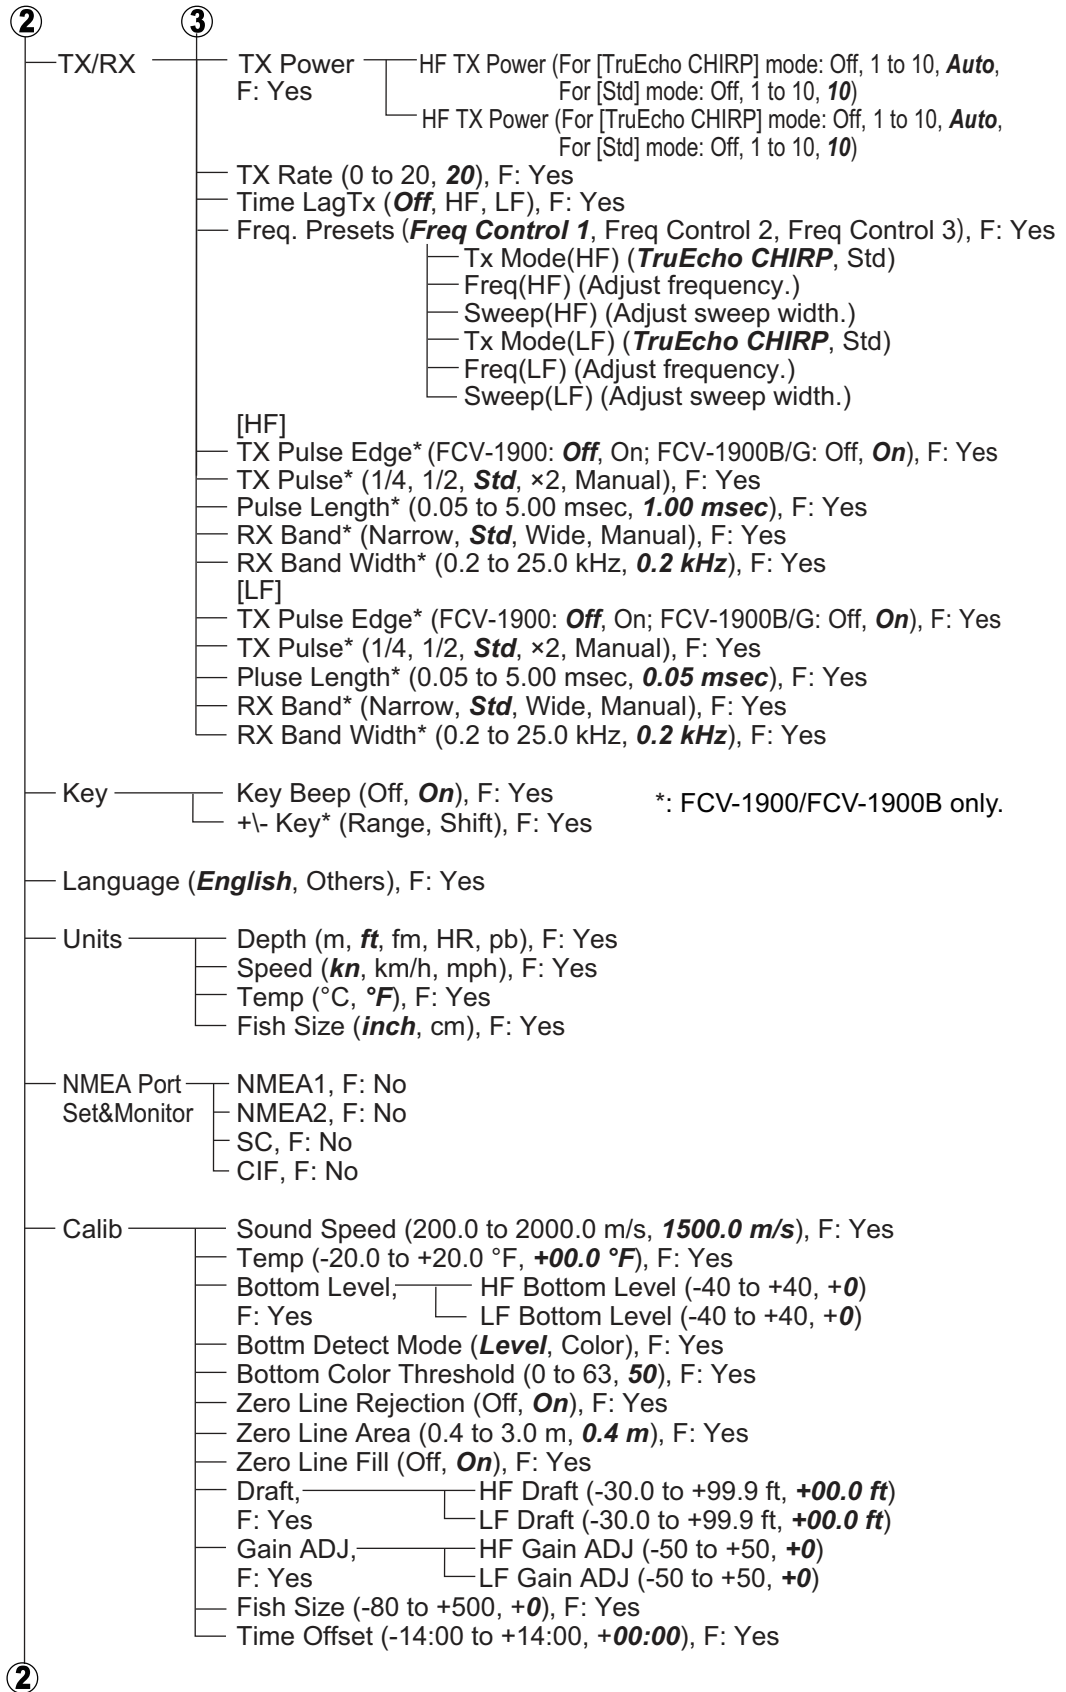 2 3
TX/RX TX Power HF TX Power (For [TruEcho CHIRP] mode: Off, 1 to 10, Auto,
F: Yes For [Std] mode: Off, 1 to 10, 10)
HF TX Power (For [TruEcho CHIRP] mode: Off, 1 to 10, Auto,
For [Std] mode: Off, 1 to 10, 10)
TX Rate (0 to 20, 20), F: Yes
Time LagTx (Off, HF, LF), F: Yes
Freq. Presets (Freq Control 1, Freq Control 2, Freq Control 3), F: Yes
Tx Mode(HF) (TruEcho CHIRP, Std)
Freq(HF) (Adjust frequency.)
Sweep(HF) (Adjust sweep width.)
Tx Mode(LF) (TruEcho CHIRP, Std)
Freq(LF) (Adjust frequency.)
Sweep(LF) (Adjust sweep width.)
[HF]
TX Pulse Edge* (FCV-1900: Off, On; FCV-1900B/G: Off, On), F: Yes
TX Pulse* (1/4, 1/2, Std, ×2, Manual), F: Yes
Pulse Length* (0.05 to 5.00 msec, 1.00 msec), F: Yes
RX Band* (Narrow, Std, Wide, Manual), F: Yes
RX Band Width* (0.2 to 25.0 kHz, 0.2 kHz), F: Yes
[LF]
TX Pulse Edge* (FCV-1900: Off, On; FCV-1900B/G: Off, On), F: Yes
TX Pulse* (1/4, 1/2, Std, ×2, Manual), F: Yes
Pluse Length* (0.05 to 5.00 msec, 0.05 msec), F: Yes
RX Band* (Narrow, Std, Wide, Manual), F: Yes
RX Band Width* (0.2 to 25.0 kHz, 0.2 kHz), F: Yes
Key Key Beep (Off, On), F: Yes *: FCV-1900/FCV-1900B only.
+\- Key* (Range, Shift), F: Yes
Language (English, Others), F: Yes
Units Depth (m, ft, fm, HR, pb), F: Yes
Speed (kn, km/h, mph), F: Yes
Temp (°C, °F), F: Yes
Fish Size (inch, cm), F: Yes
NMEA Port NMEA1, F: No
Set&Monitor NMEA2, F: No
SC, F: No
CIF, F: No
Calib Sound Speed (200.0 to 2000.0 m/s, 1500.0 m/s), F: Yes
Temp (-20.0 to +20.0 °F, +00.0 °F), F: Yes
Bottom Level, HF Bottom Level (-40 to +40, +0)
F: Yes LF Bottom Level (-40 to +40, +0)
Bottm Detect Mode (Level, Color), F: Yes
Bottom Color Threshold (0 to 63, 50), F: Yes
Zero Line Rejection (Off, On), F: Yes
Zero Line Area (0.4 to 3.0 m, 0.4 m), F: Yes
Zero Line Fill (Off, On), F: Yes
Draft, HF Draft (-30.0 to +99.9 ft, +00.0 ft)
F: Yes LF Draft (-30.0 to +99.9 ft, +00.0 ft)
Gain ADJ, HF Gain ADJ (-50 to +50, +0)
F: Yes LF Gain ADJ (-50 to +50, +0)
Fish Size (-80 to +500, +0), F: Yes
Time Offset (-14:00 to +14:00, +00:00), F: Yes
2